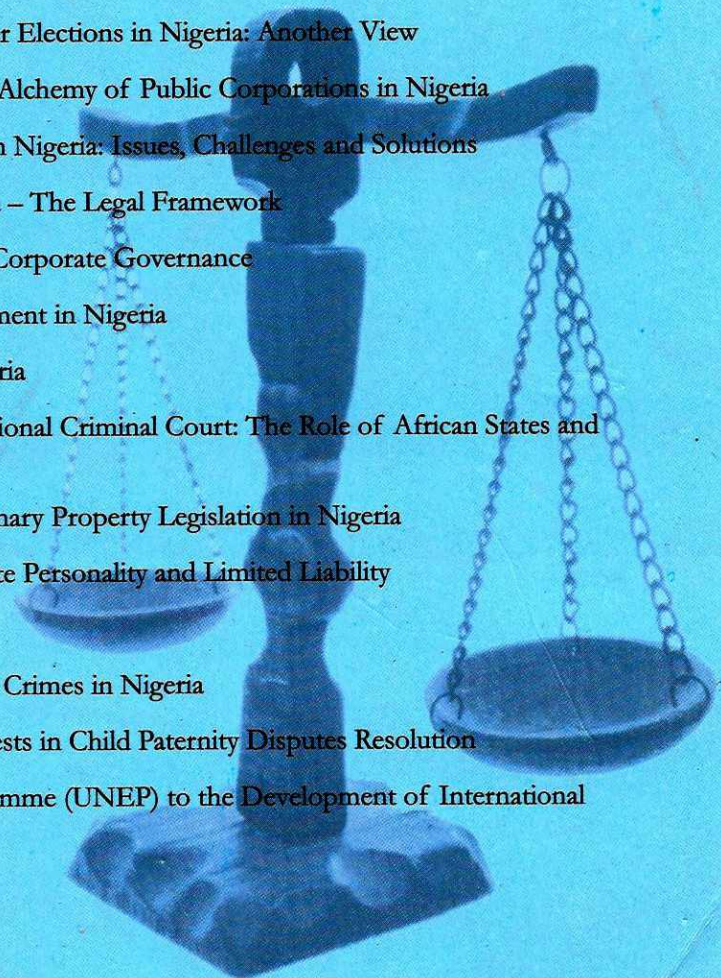 r Elections in Nigeria: Another View
Alchemy of Public Corporations in Nigeria
n Nigeria: Issues, Challenges and Solutions
– The Legal Framework
Corporate Governance
ment in Nigeria
ria
ional Criminal Court: The Role of African States and
nary Property Legislation in Nigeria
te Personality and Limited Liability
Crimes in Nigeria
ests in Child Paternity Disputes Resolution
mme (UNEP) to the Development of International